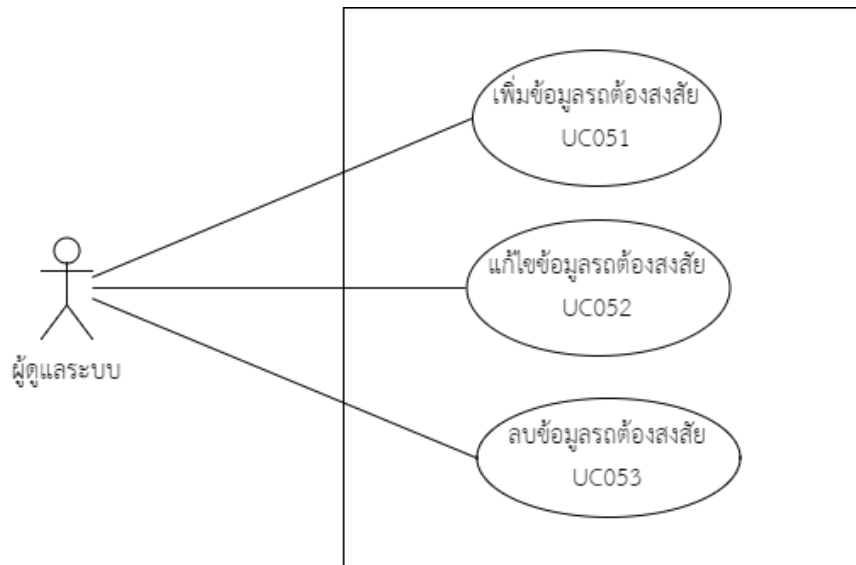 เพิ่มข้อมูลรถต้องสงสัย
UC051
แก้ไขข้อมูลรถต้องสงสัย
UC052
ผู้ดูแลระบบ
ลบข้อมูลรถต้องสงสัย
UC053